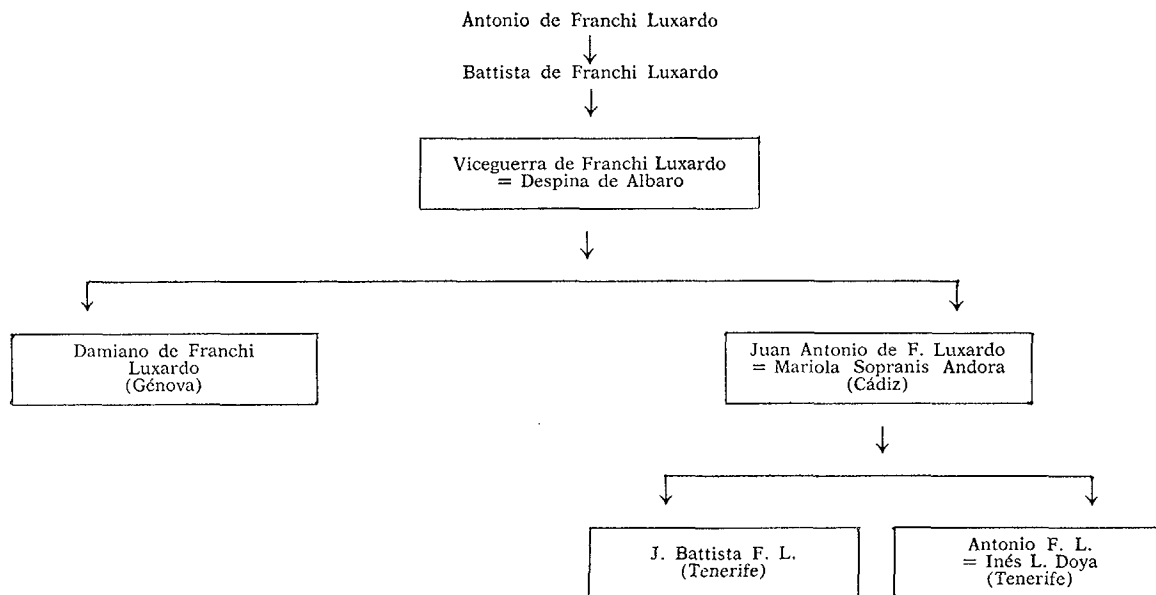 Antonio de Franchi Luxardo
Battista de Franchi Luxardo
Viceguerra de Franchi Luxardo
= Despina de Albaro
Damiano de Franchi
Luxardo
(Génova)
Juan Antonio de F. Luxardo
= Mariola Sopranis Andora
(Cádiz)
J. Battista F. L.
(Tenerife)
Antonio F. L.
= Inés L. Doya
(Tenerife)